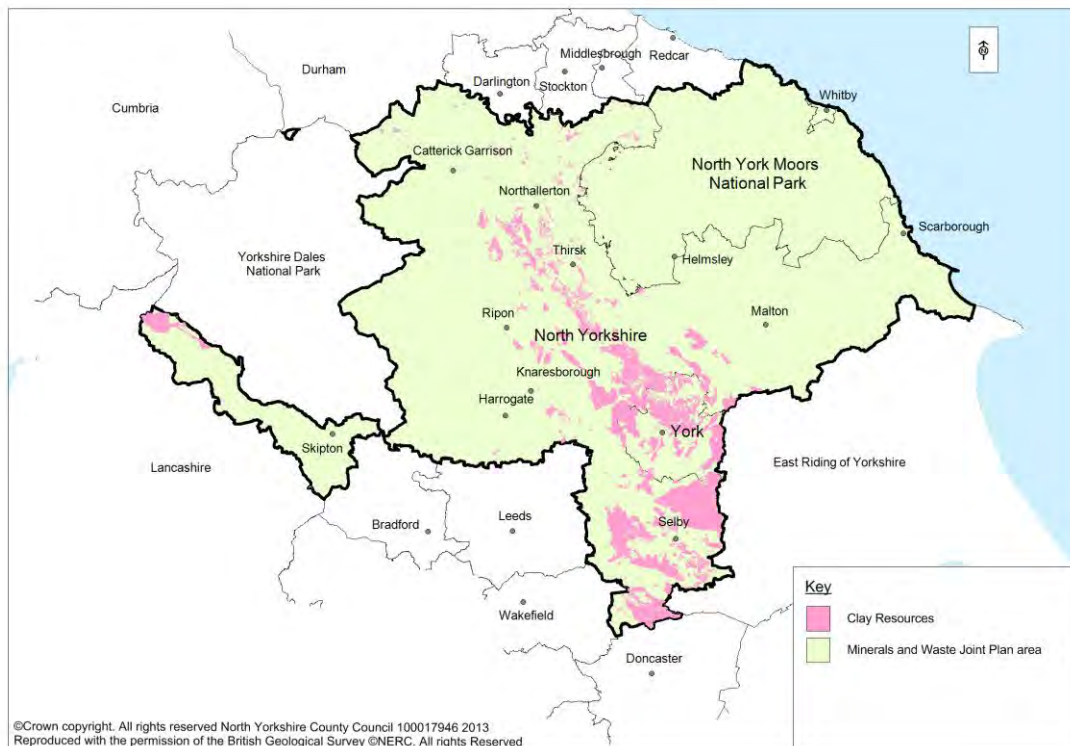 Middlesbrough
Redcar
Durham
Darlington
Stockton
N
Cumbria
Whitby
Catterick Garrison
North York Moors
National Park
Northallerton
Scarborough
Yorkshire Dales
National Park
Thirsk
Helmsley
Ripon
North Yorkshire
Malton
Knaresborough
Harrogate
York
Skipton
Lancashire
East Riding of Yorkshire
Bradford
Leeds
Selby
Wakefield
Doncaster
Key
Clay Resources
Minerals and Waste Joint Plan area
©Crown copyright. All rights reserved North Yorkshire County Council 100017946 2013
Reproduced with the permission of the British Geological Survey ©NERC. All rights Reserved